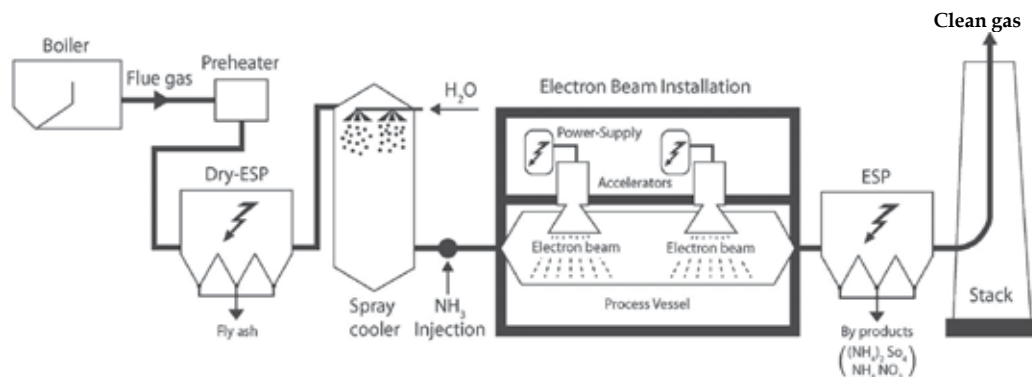 Clean gas
Boiler
Preheater
Flue gas
H₂O
Electron Beam Installation
Power-Supply
Dry-ESP
Accelerators
ESP
Electron beam
Electron beam
Process Vessel
Stack
Fly ash
Spray
cooler
NH₃
Injection
By products
(NH₄)₂ So₄
NH₄ NO₃